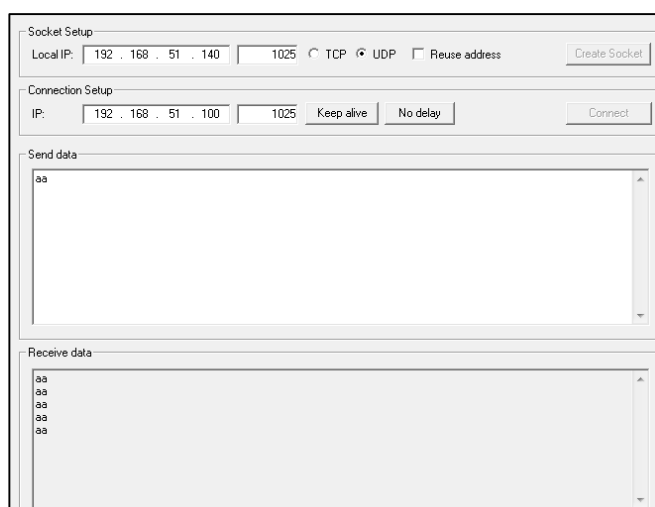 Socket Setup
Local IP: 192 . 168 . 51 . 140 1025 TCP UDP Reuse address Create Socket
Connection Setup
IP: 192 . 168 . 51 . 100 1025 Keep alive No delay Connect
Send data
aa
Receive data
aa
aa
aa
aa
aa